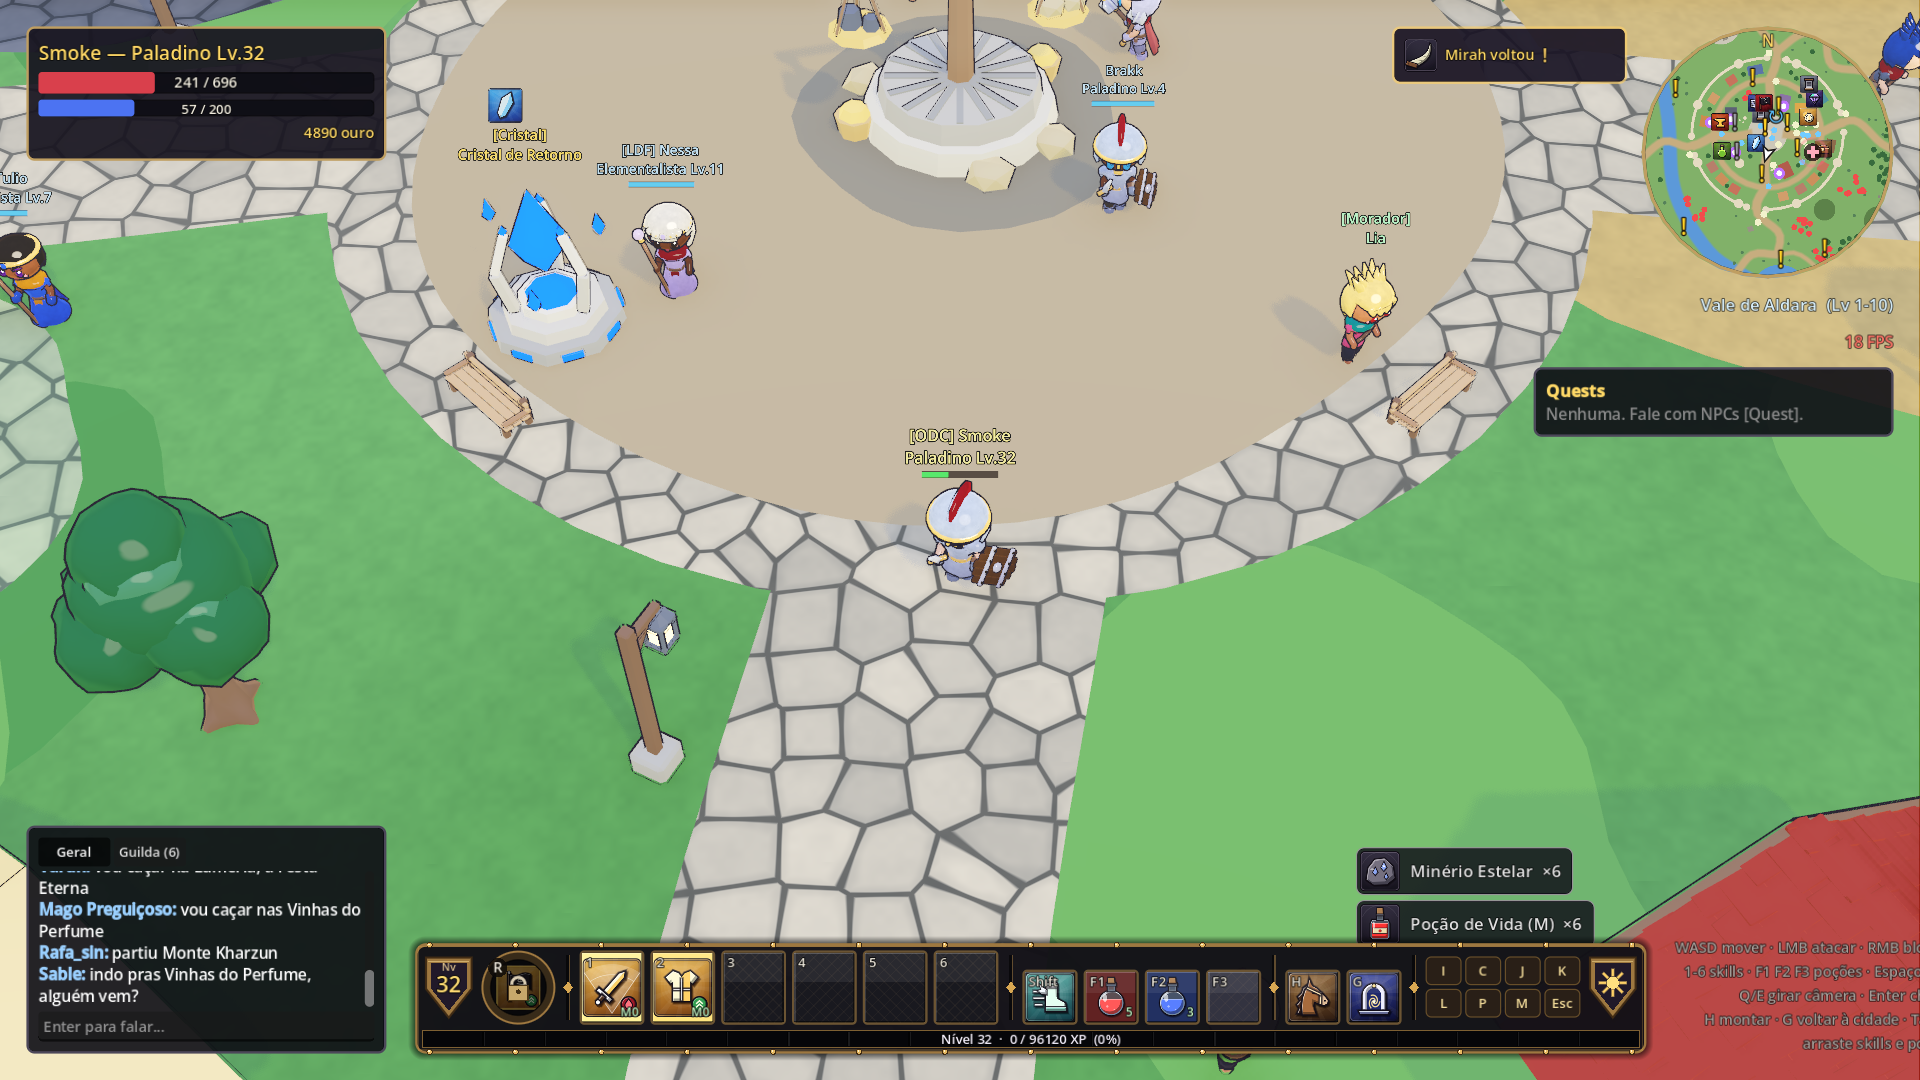 Smoke — Paladino Lv.32
241 / 696
57 / 200
4890 ouro
[Cristal]
Cristal de Retorno
[LDF] Nessa
Elementalista Lv.11
Brakk
Paladino Lv.4
Mirah voltou !
N
[Morador]
Lia
Vale de Aldara (Lv 1-10)
18 FPS
Quests
Nenhuma. Fale com NPCs [Quest].
[ODC] Smoke
Paladino Lv.32
Geral
Guilda (6)
Eterna
Mago Preguiçoso: vou caçar nas Vinhas do
Perfume
Rafa_sin: partiu Monte Kharzun
Sable: indo pras Vinhas do Perfume,
alguém vem?
Enter para falar...
Minério Estelar ×6
Poção de Vida (M) ×6
Nv
32
R
1
M0
2
M0
3
4
5
6
Shift
F1
5
F2
3
F3
H
G
I
C
J
K
L
P
M
Esc
Nível 32 · 0 / 96120 XP (0%)
WASD mover · LMB atacar · RMB
1-6 skills · F1 F2 F3 poções ·
Q/E girar câmera · Enter
H montar · G voltar à cidade ·
arraste skills e